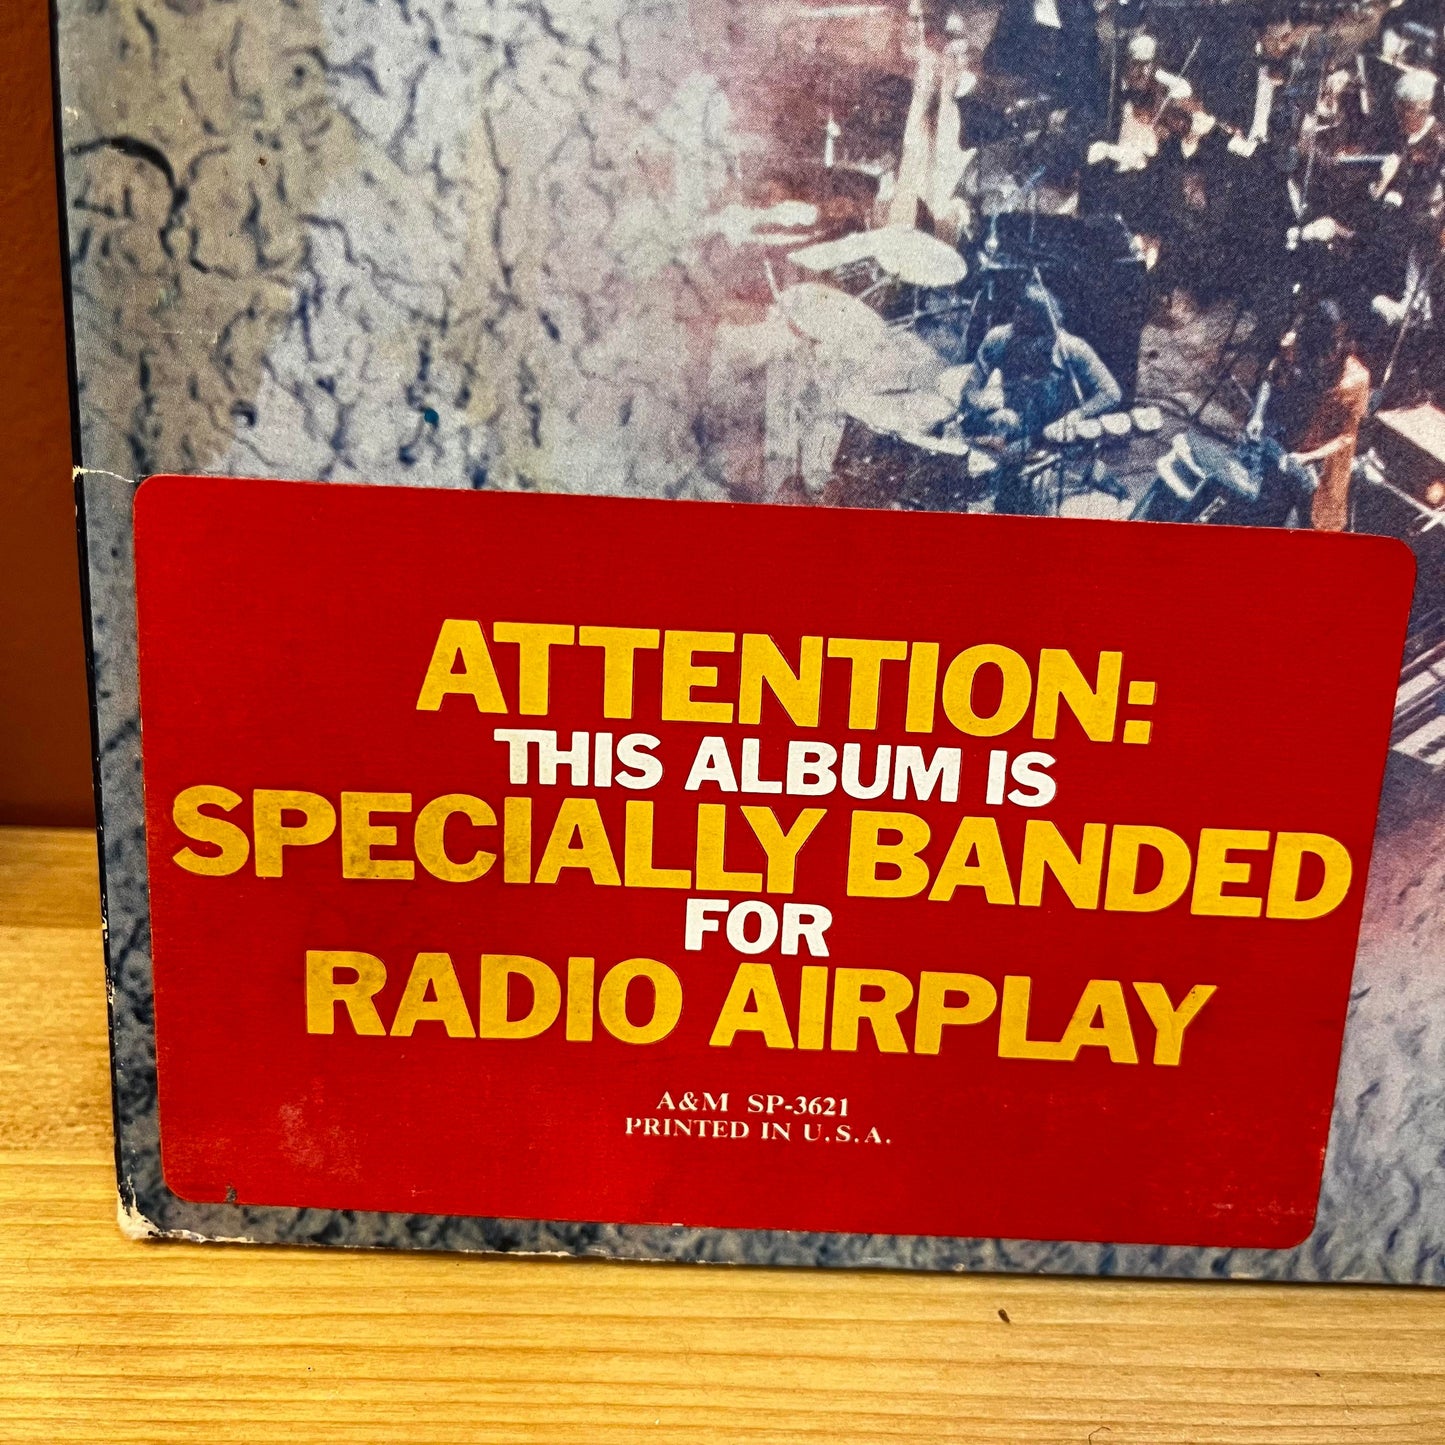 ATTENTION:
THIS ALBUM IS
SPECIALLY BANDED
FOR
RADIO AIRPLAY
A&M SP-3621
PRINTED IN U.S.A.